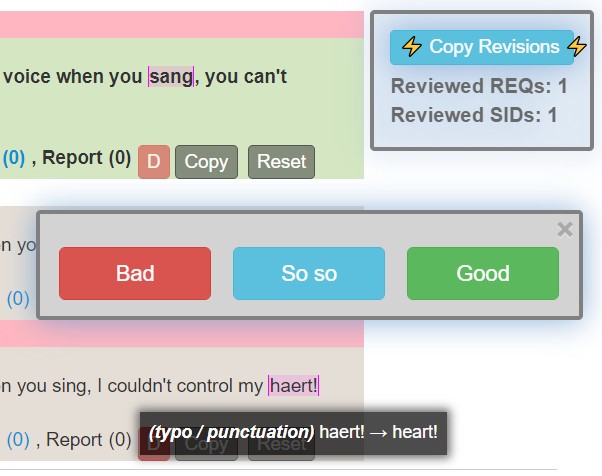 ⚡ Copy Revisions ⚡
Reviewed REQs: 1
Reviewed SIDs: 1
voice when you sang, you can't
(0) , Report (0) D Copy Reset
n yo
×
Bad So so Good
(0)
n you sing, I couldn't control my haert!
(0) , Report (0) D Copy Reset
(typo / punctuation) haert! → heart!